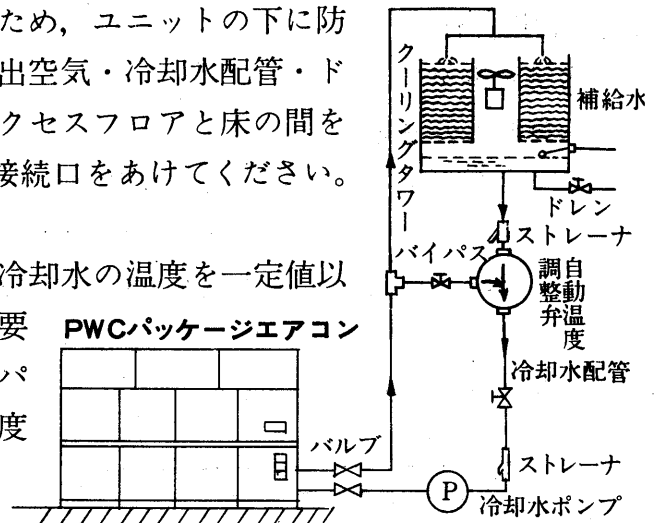 ため，ユニットの下に防
出空気・冷却水配管・ド
クセスフロアと床の間を
接続口をあけてください。
冷却水の温度を一定値以
要
パ
度
PWCパッケージエアコン
クーリングタワー
補給水
ドレン
ストレーナ
バイパス
自動温度
調整弁
冷却水配管
バルブ
ストレーナ
P
冷却水ポンプ